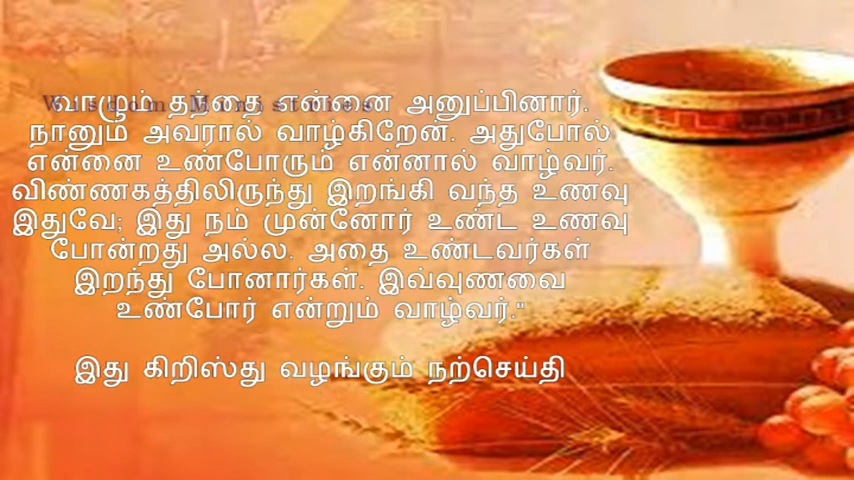 வாழும் தந்தை என்னை அனுப்பினார்.
நானும் அவரால் வாழ்கிறேன். அதுபோல்
என்னை உண்போரும் என்னால் வாழ்வர்.
விண்ணகத்திலிருந்து இறங்கி வந்த உணவு
இதுவே; இது நம் முன்னோர் உண்ட உணவு
போன்றது அல்ல. அதை உண்டவர்கள்
இறந்து போனார்கள். இவ்வுணவை
உண்போர் என்றும் வாழ்வர்."
இது கிறிஸ்து வழங்கும் நற்செய்தி